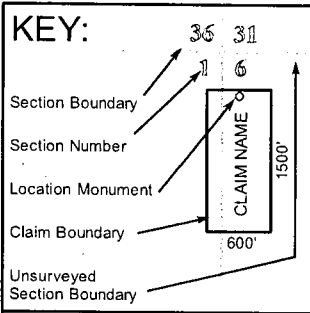 KEY:
36 31
1 6
Section Boundary
Section Number
Location Monument
Claim Boundary
Unsurveyed
Section Boundary
CLAIM NAME
1500'
600'